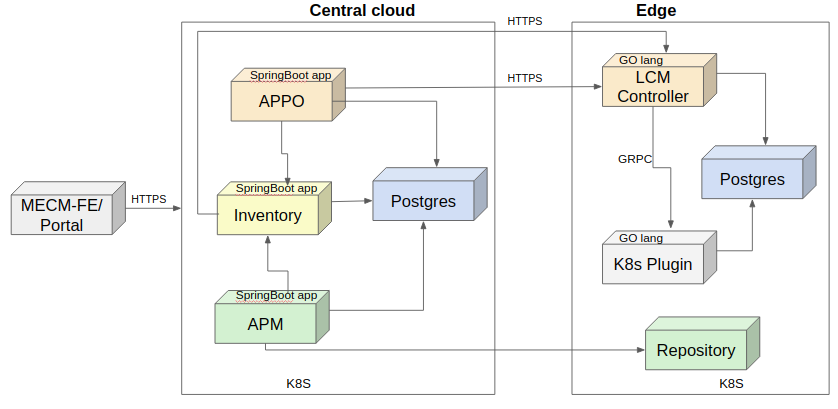 Central cloud
Edge
HTTPS
SpringBoot app
APPO
HTTPS
GO lang
LCM
Controller
GRPC
MECM-FE/
Portal
HTTPS
SpringBoot app
Inventory
Postgres
Postgres
GO lang
K8s Plugin
SpringBoot app
APM
Repository
K8S
K8S